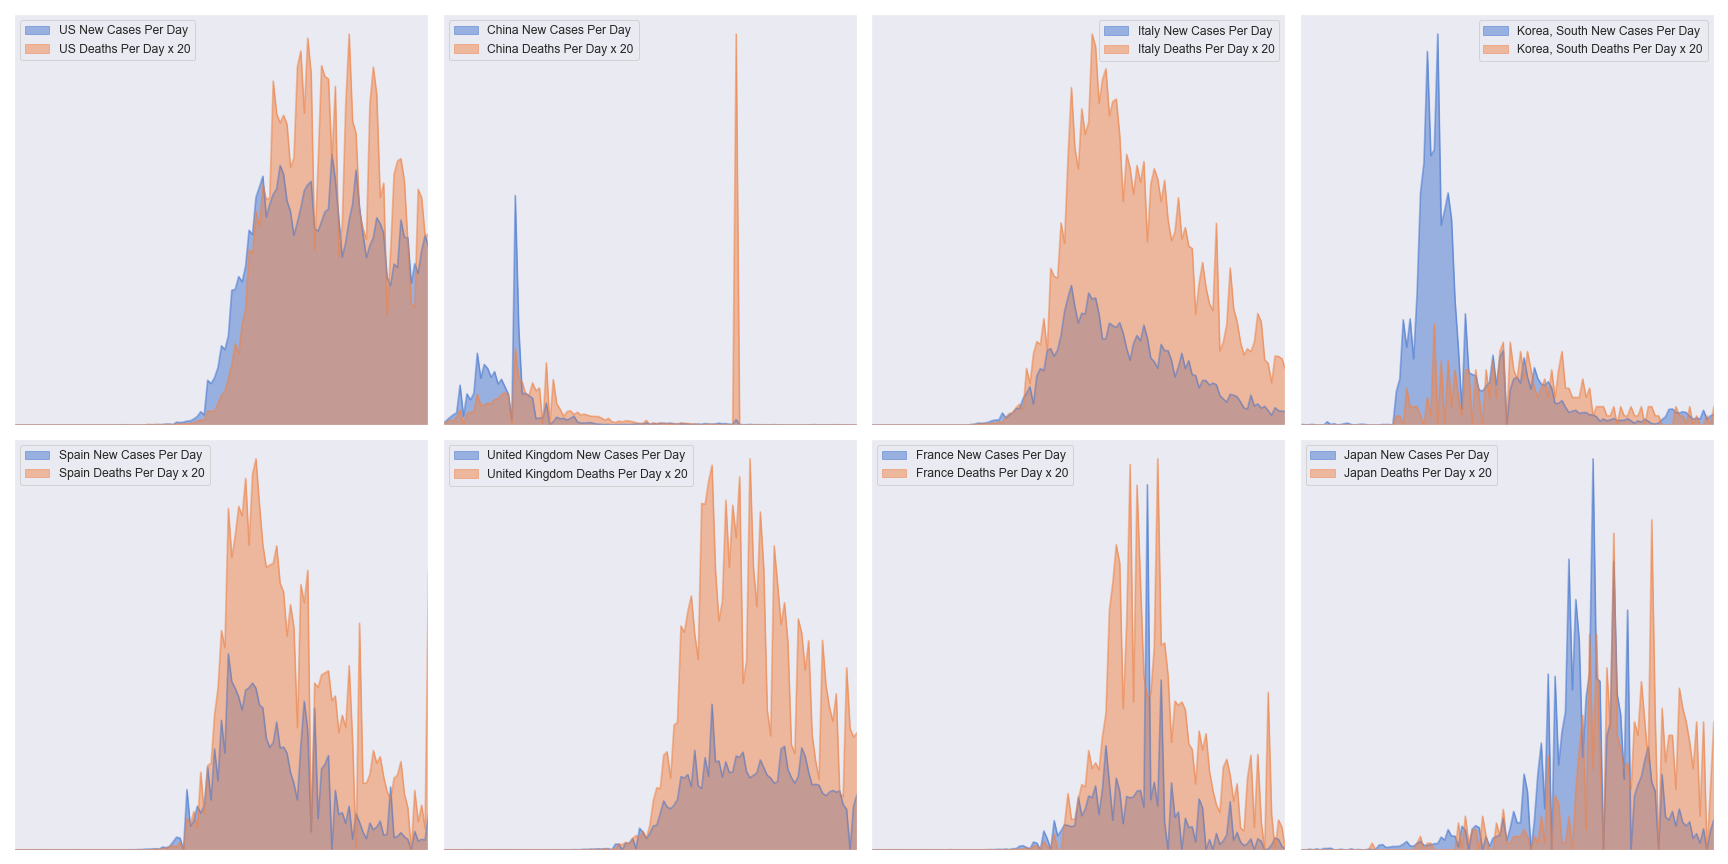 US New Cases Per Day
US Deaths Per Day x 20
China New Cases Per Day
China Deaths Per Day x 20
Italy New Cases Per Day
Italy Deaths Per Day x 20
Korea, South New Cases Per Day
Korea, South Deaths Per Day x 20
Spain New Cases Per Day
Spain Deaths Per Day x 20
United Kingdom New Cases Per Day
United Kingdom Deaths Per Day x 20
France New Cases Per Day
France Deaths Per Day x 20
Japan New Cases Per Day
Japan Deaths Per Day x 20